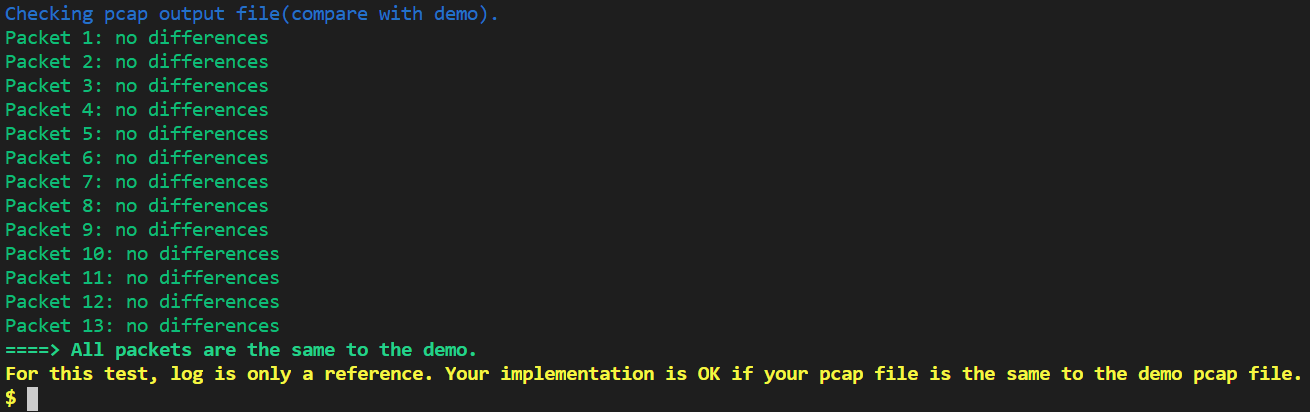 Checking pcap output file(compare with demo).
Packet 1: no differences
Packet 2: no differences
Packet 3: no differences
Packet 4: no differences
Packet 5: no differences
Packet 6: no differences
Packet 7: no differences
Packet 8: no differences
Packet 9: no differences
Packet 10: no differences
Packet 11: no differences
Packet 12: no differences
Packet 13: no differences
====> All packets are the same to the demo.
For this test, log is only a reference. Your implementation is OK if your pcap file is the same to the demo pcap file.
$